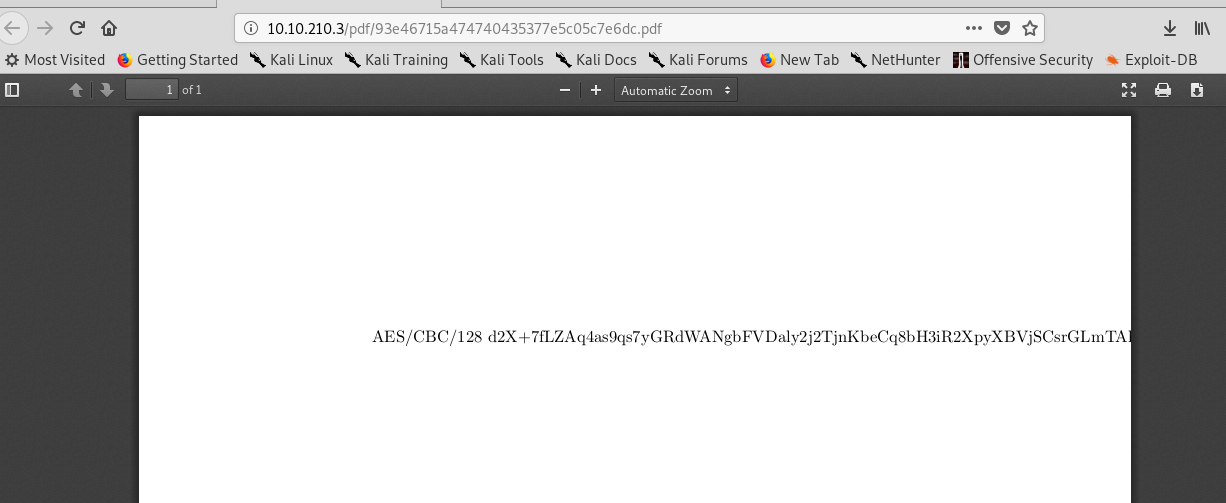 10.10.210.3/pdf/93e46715a474740435377e5c05c7e6dc.pdf
Most Visited Getting Started Kali Linux Kali Training Kali Tools Kali Docs Kali Forums New Tab NetHunter Offensive Security Exploit-DB
1 of 1 Automatic Zoom
AES/CBC/128 d2X+7fLZAq4as9qs7yGRdWANgbFVDaly2j2TjnKbeCq8bH3iR2XpyXBVjSCsrGLmTA